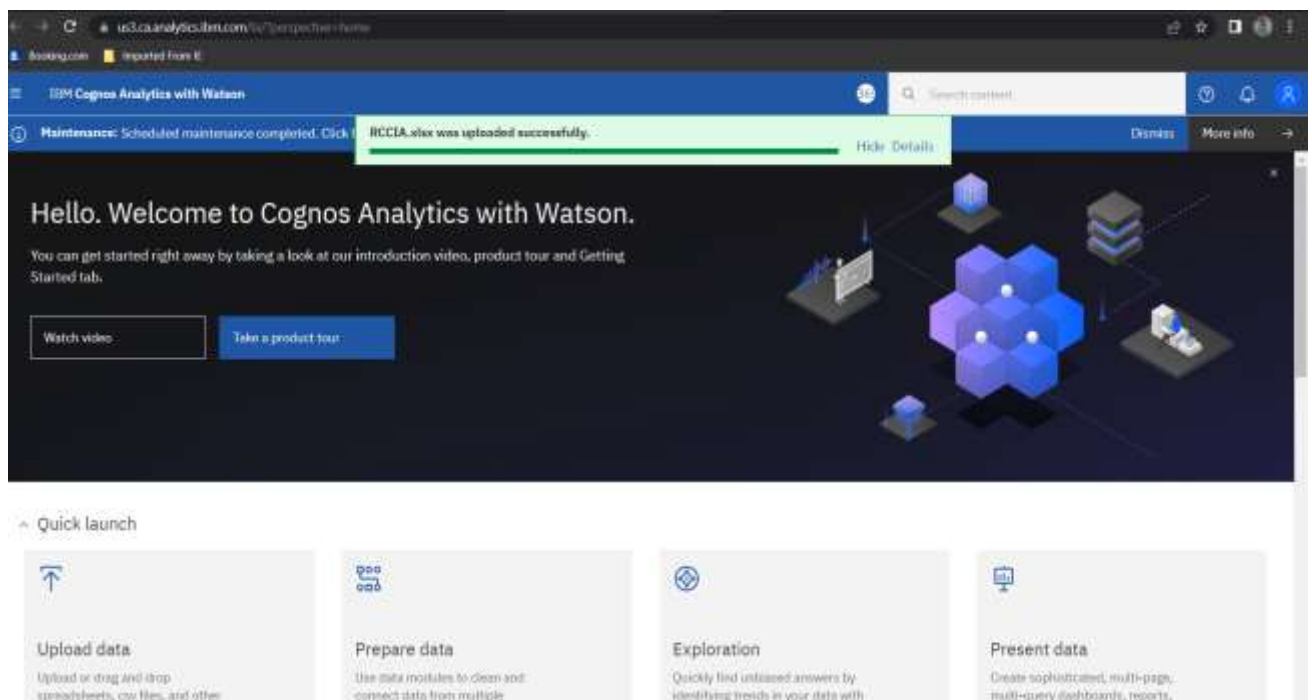 us3.ca.analytics.ibm.com/bi/?perspective=home
Booking.com Imported From IE
IBM Cognos Analytics with Watson
Search content
Maintenance: Scheduled maintenance completed. Click
Dismiss More info
RCCIA.xlsx was uploaded successfully.
Hide Details
Hello. Welcome to Cognos Analytics with Watson.
You can get started right away by taking a look at our introduction video, product tour and Getting
Started tab.
Watch video Take a product tour
Quick launch
Upload data
Upload or drag and drop
spreadsheets, csv files, and other
Prepare data
Use data modules to clean and
connect data from multiple
Exploration
Quickly find unbiased answers by
identifying trends in your data with
Present data
Create sophisticated, multi-page,
multi-query dashboards, reports,